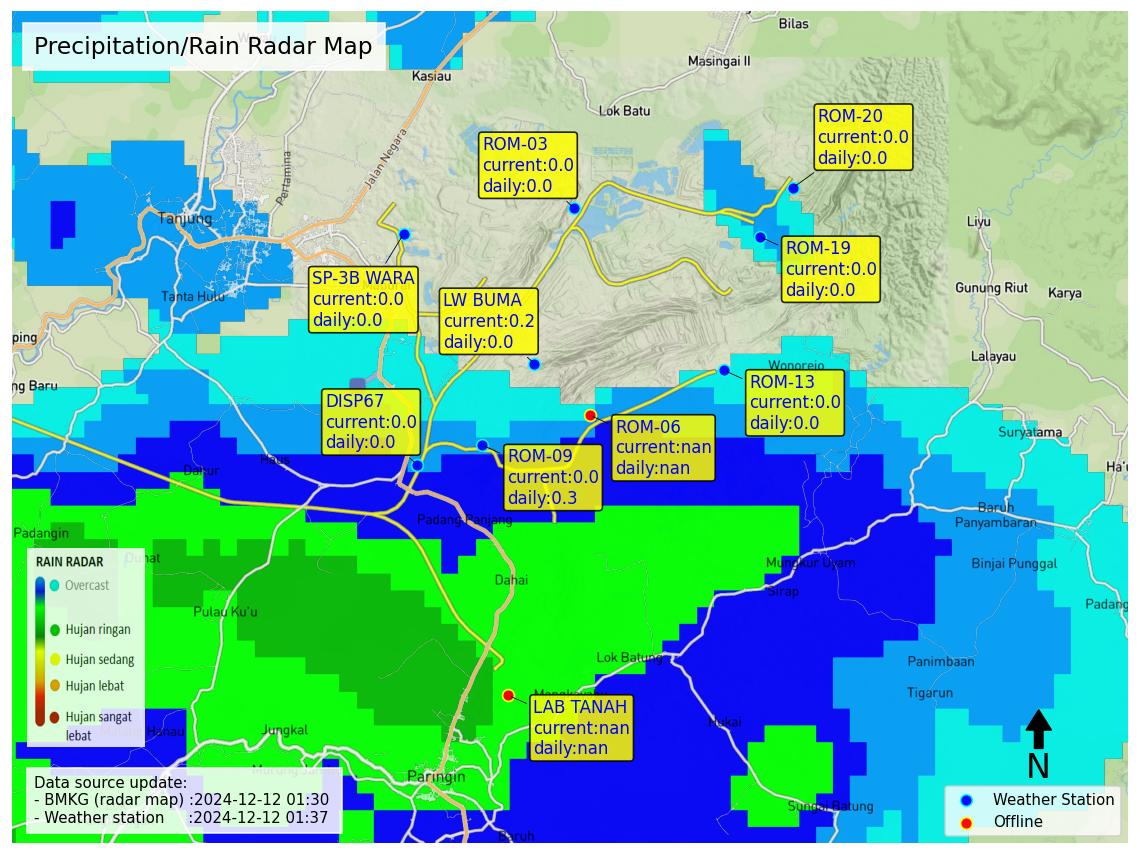 Precipitation/Rain Radar Map
Bilas
Masingai II
Kasiau
Lok Batu
ROM-20
current:0.0
daily:0.0
ROM-03
current:0.0
daily:0.0
Jalan Negara
Pertamina
Tanjung
Liyu
ROM-19
current:0.0
daily:0.0
SP-3B WARA
current:0.0
daily:0.0
LW BUMA
current:0.2
daily:0.0
Tanta Hulu
Gunung Riut
Karya
ping
Lalayau
Wonorejo
ng Baru
ROM-13
current:0.0
daily:0.0
DISP67
current:0.0
daily:0.0
ROM-06
current:nan
daily:nan
Suryatama
ROM-09
current:0.0
daily:0.3
Haus
Dahur
Ha'u
Baruh
Panyambaran
Padang Panjang
Padangin
Mungkur Uyam
Binjai Punggal
Dahai
Sirap
Padang
Pulau Ku'u
RAIN RADAR
Overcast
Hujan ringan
Hujan sedang
Hujan lebat
Hujan sangat
lebat
Lok Batung
Panimbaan
Tigarun
LAB TANAH
current:nan
daily:nan
Hukai
Jungkal
Paringin
Sungai Batung
Baruh
Data source update:
- BMKG (radar map) :2024-12-12 01:30
- Weather station :2024-12-12 01:37
N
Weather Station
Offline